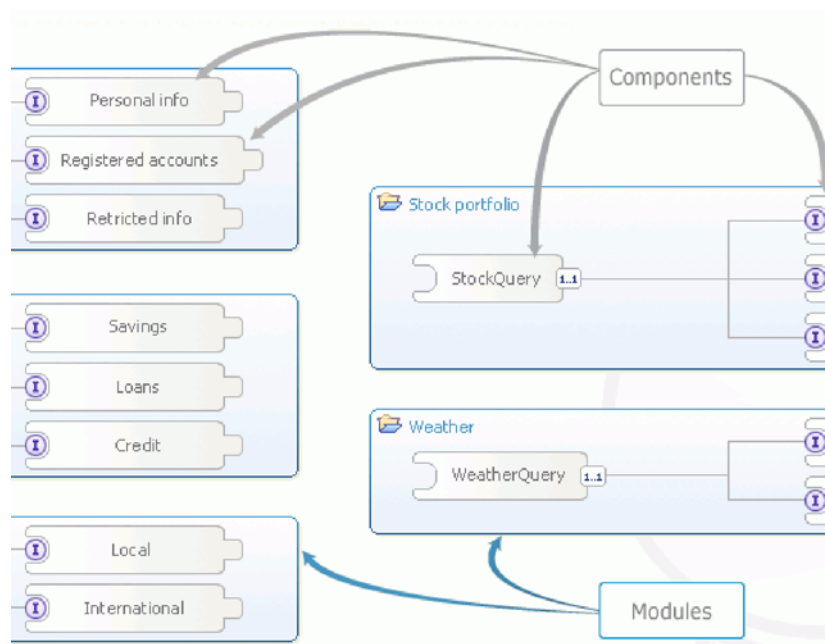 Components
Personal info
Registered accounts
Retricted info
Stock portfolio
StockQuery 1..1
Savings
Loans
Credit
Weather
WeatherQuery 1..1
Local
International
Modules
I
I
I
I
I
I
I
I
I
I
I
I
I